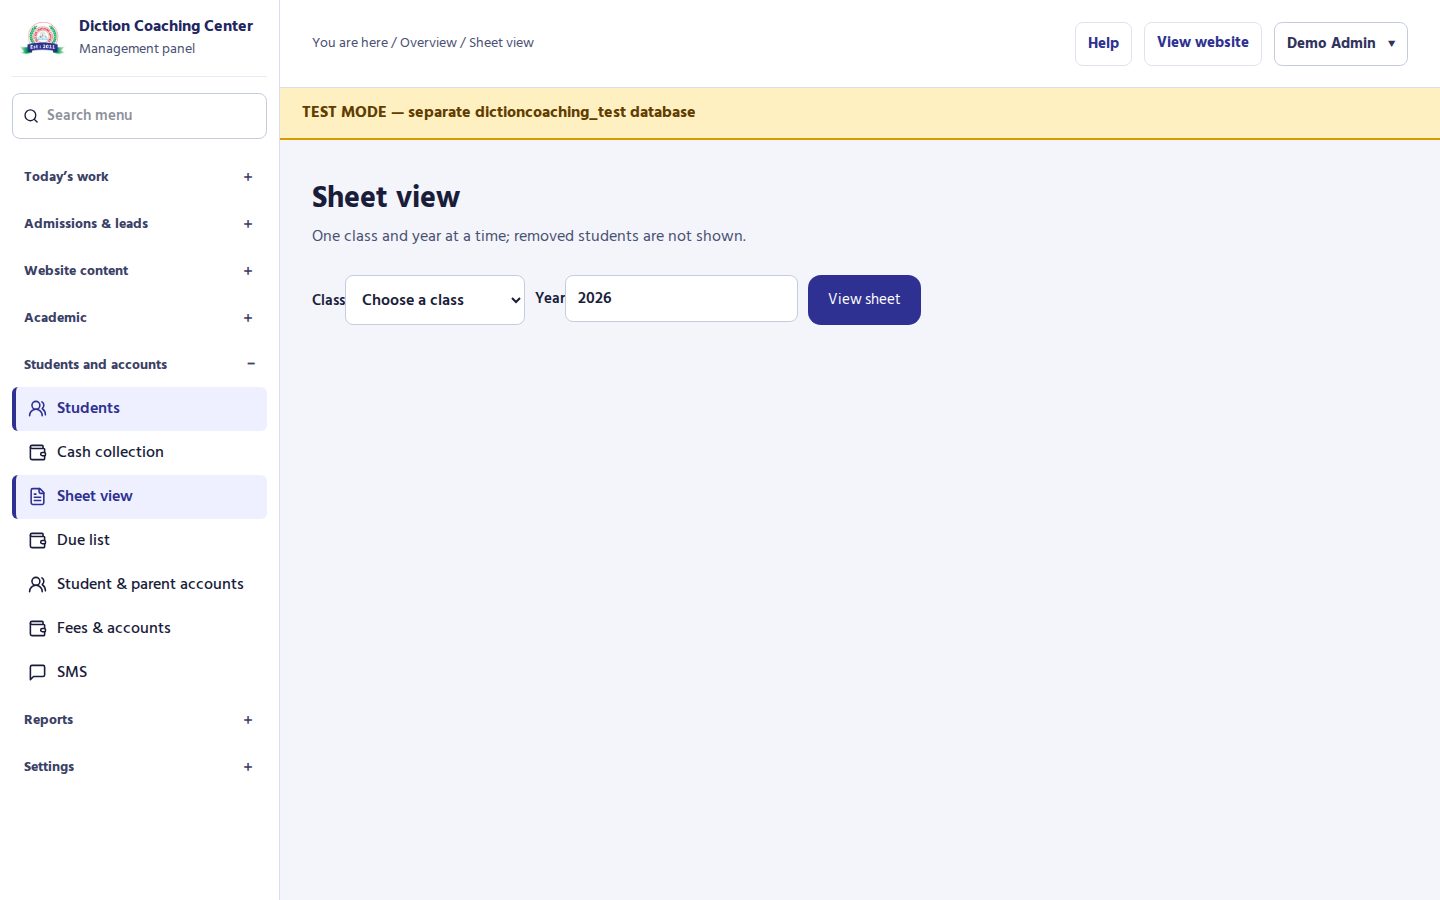 Diction Coaching Center
Management panel
Est : 2011
Search menu
Today's work +
Admissions & leads +
Website content +
Academic +
Students and accounts −
Students
Cash collection
Sheet view
Due list
Student & parent accounts
Fees & accounts
SMS
Reports +
Settings +
You are here / Overview / Sheet view
Help
View website
Demo Admin ▾
TEST MODE — separate dictioncoaching_test database
Sheet view
One class and year at a time; removed students are not shown.
Class Choose a class Year 2026 View sheet